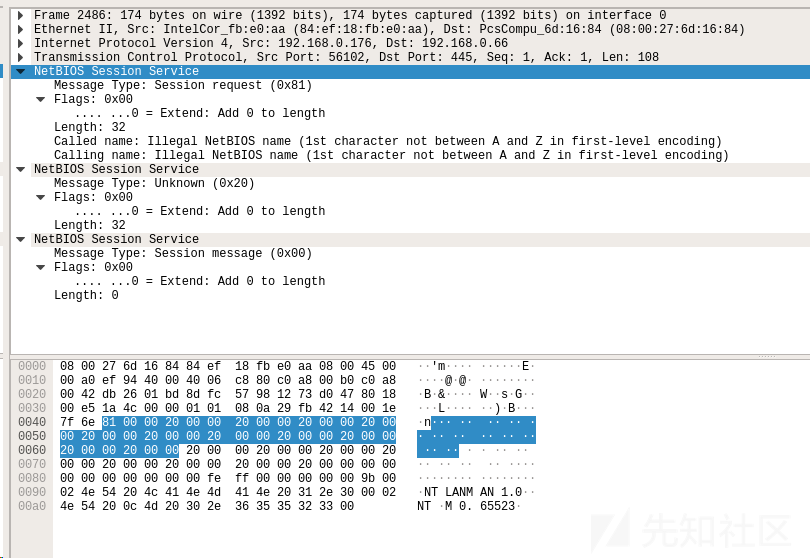 Frame 2486: 174 bytes on wire (1392 bits), 174 bytes captured (1392 bits) on interface 0
Ethernet II, Src: IntelCor_fb:e0:aa (84:ef:18:fb:e0:aa), Dst: PcsCompu_6d:16:84 (08:00:27:6d:16:84)
Internet Protocol Version 4, Src: 192.168.0.176, Dst: 192.168.0.66
Transmission Control Protocol, Src Port: 56102, Dst Port: 445, Seq: 1, Ack: 1, Len: 108
NetBIOS Session Service
Message Type: Session request (0x81)
Flags: 0x00
.... ...0 = Extend: Add 0 to length
Length: 32
Called name: Illegal NetBIOS name (1st character not between A and Z in first-level encoding)
Calling name: Illegal NetBIOS name (1st character not between A and Z in first-level encoding)
NetBIOS Session Service
Message Type: Unknown (0x20)
Flags: 0x00
.... ...0 = Extend: Add 0 to length
Length: 32
NetBIOS Session Service
Message Type: Session message (0x00)
Flags: 0x00
.... ...0 = Extend: Add 0 to length
Length: 0
0000 08 00 27 6d 16 84 84 ef 18 fb e0 aa 08 00 45 00 ··'m···· ······E·
0010 00 a0 ef 94 40 00 40 06 c8 80 c0 a8 00 b0 c0 a8 ····@·@· ········
0020 00 42 db 26 01 bd 8d fc 57 98 12 73 d0 47 80 18 ·B·&···· W··s·G··
0030 00 e5 1a 4c 00 00 01 01 08 0a 29 fb 42 14 00 1e ···L···· ··)·B···
0040 7f 6e 81 00 00 20 00 00 20 00 00 20 00 00 20 00 ·n··· ·· ·· ·· ·
0050 00 20 00 00 20 00 00 20 00 00 20 00 00 20 00 00 · ·· ·· ·· ·· ··
0060 20 00 00 20 00 00 20 00 00 20 00 00 20 00 00 20 ·· ·· · · ·· ··
0070 00 00 20 00 00 20 00 00 20 00 00 20 00 00 00 00 ·· ·· ·· ·· ····
0080 00 00 00 00 00 00 fe ff 00 00 00 00 00 9b 00 ········ ·······
0090 02 4e 54 20 4c 41 4e 4d 41 4e 20 31 2e 30 00 02 ·NT LANM AN 1.0··
00a0 4e 54 20 0c 4d 20 30 2e 36 35 35 32 33 00 NT ·M 0. 65523·
先知社区